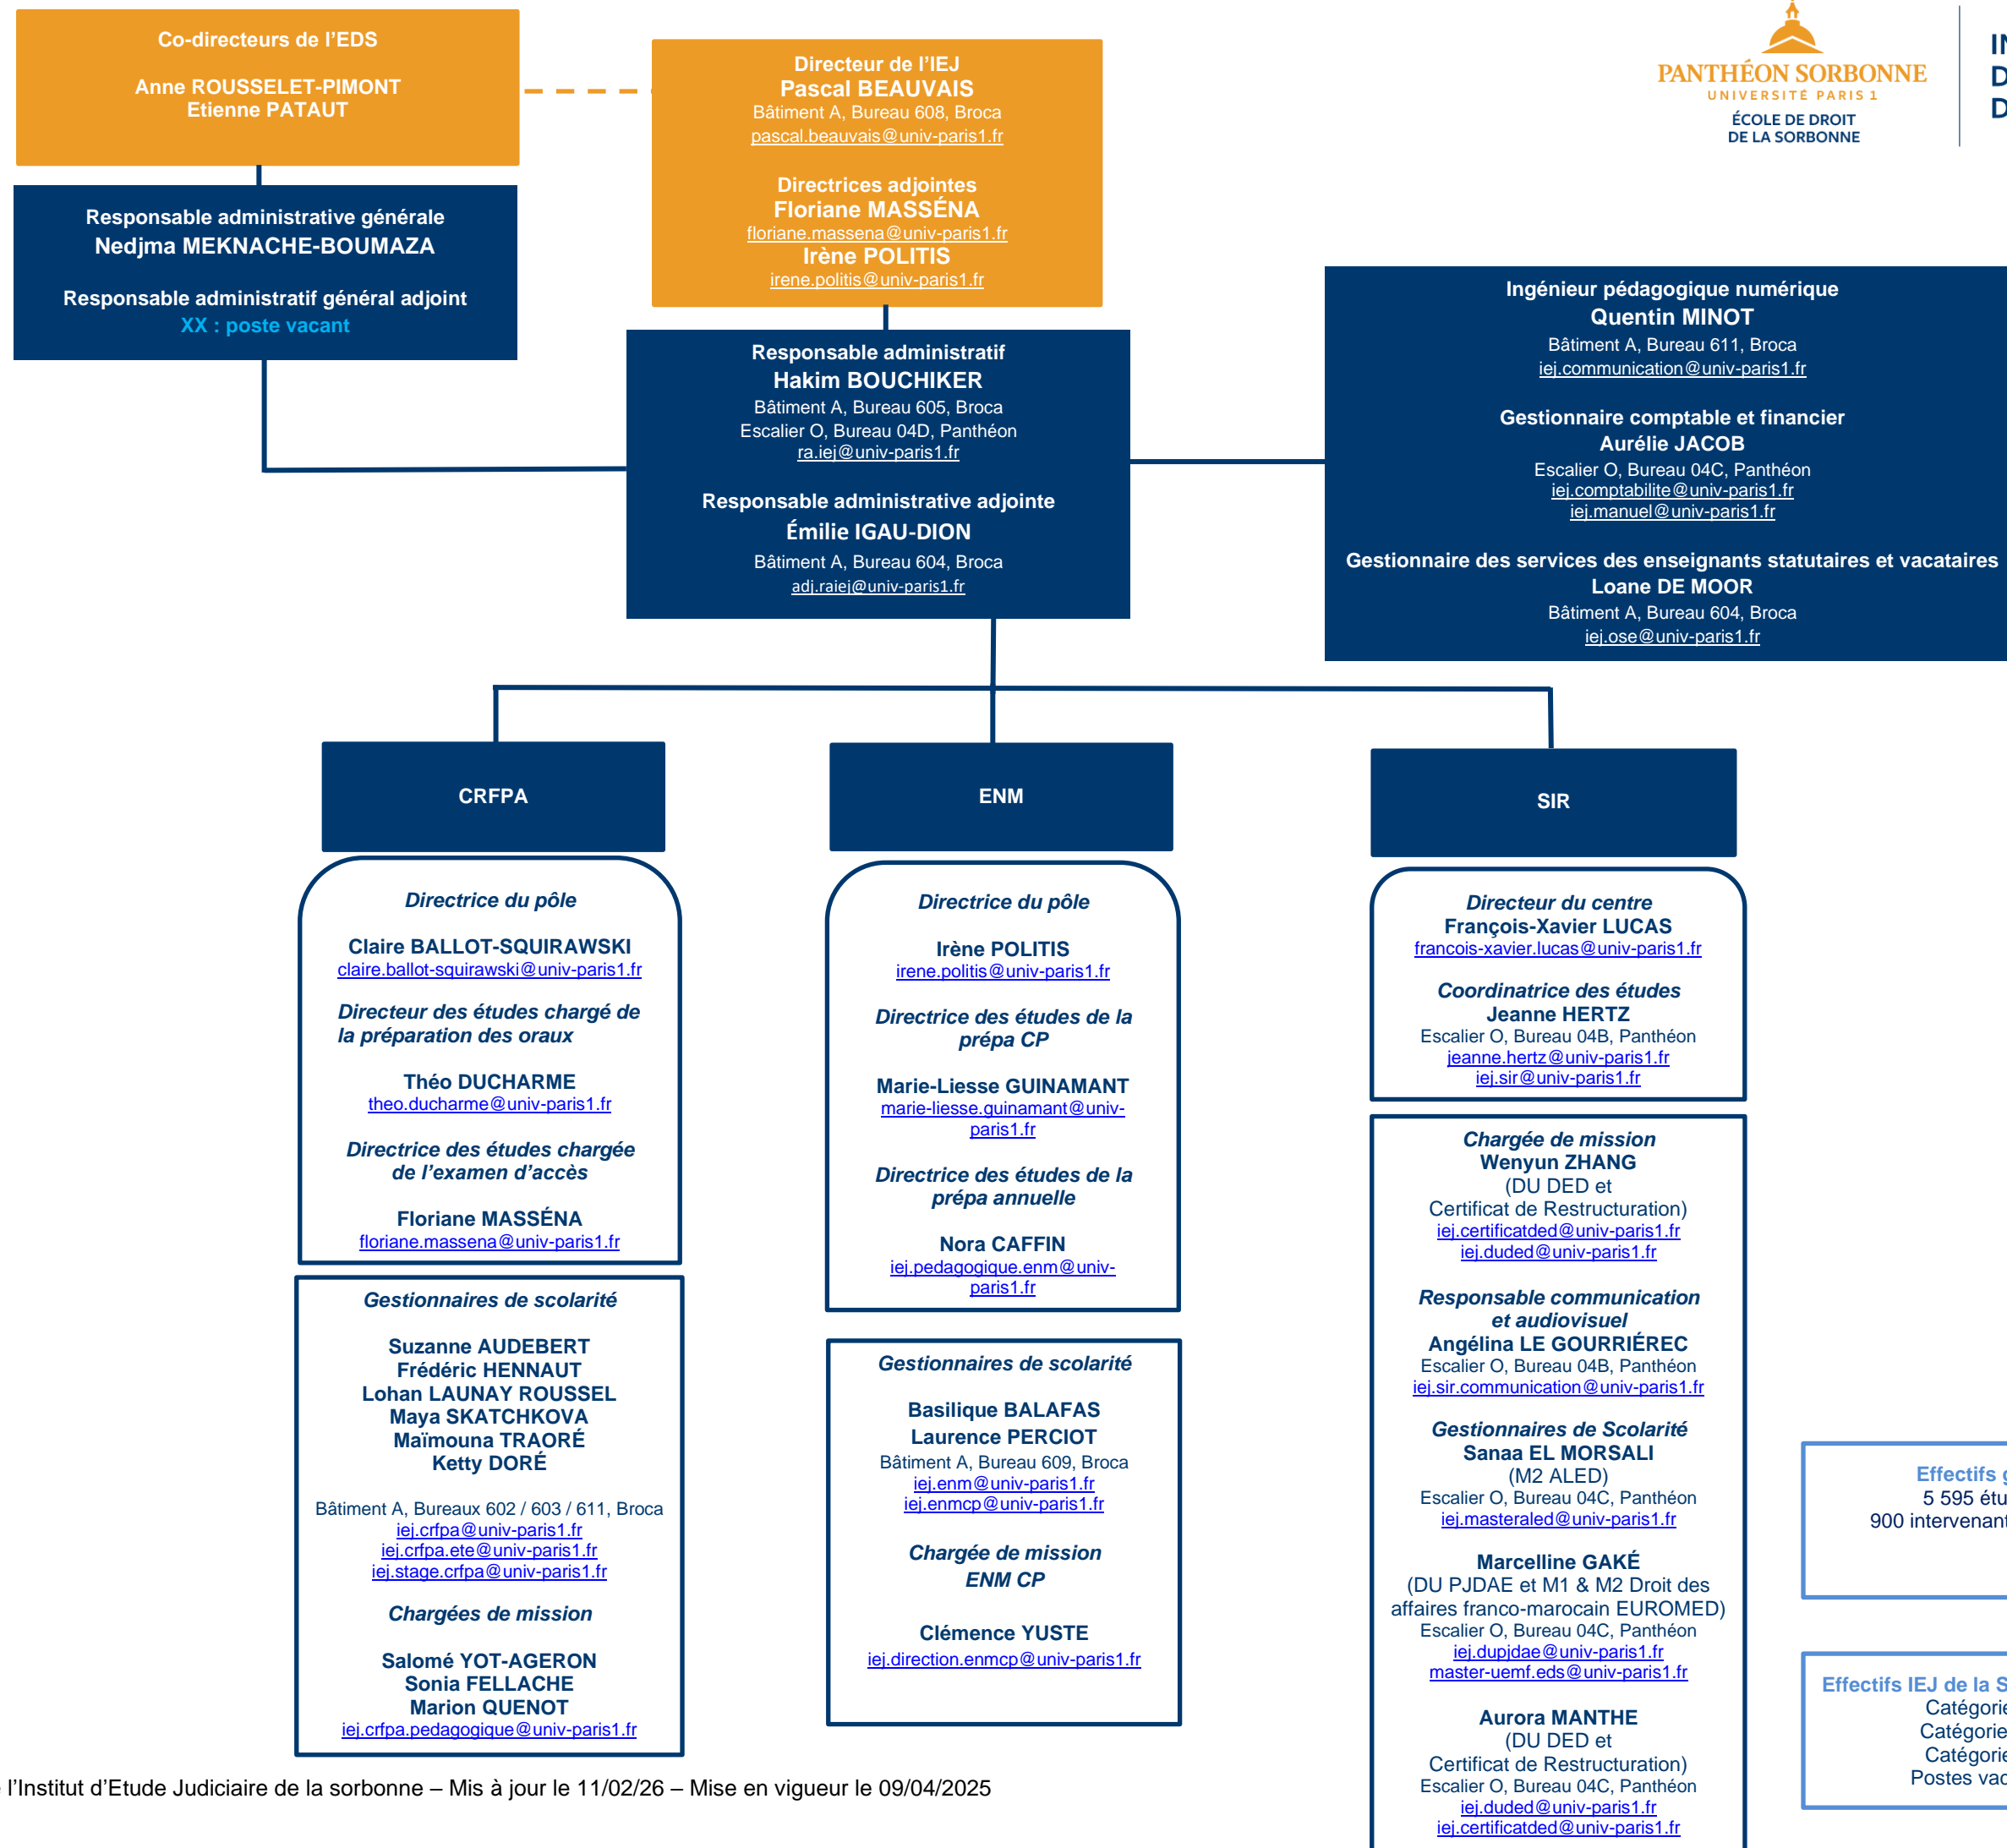 Co-directeurs de l'EDS
Anne ROUSSELET-PIMONT
Etienne PATAUT
Responsable administrative générale
Nedjma MEKNACHE-BOUMAZA
Responsable administratif général adjoint
XX : poste vacant
Directeur de l'IEJ
Pascal BEAUVAIS
Bâtiment A, Bureau 608, Broca
pascal.beauvais@univ-paris1.fr
Directrices adjointes
Floriane MASSÉNA
floriane.massena@univ-paris1.fr
Irène POLITIS
irene.politis@univ-paris1.fr
PANTHÉON SORBONNE
UNIVERSITÉ PARIS 1
ÉCOLE DE DROIT
DE LA SORBONNE
Responsable administratif
Hakim BOUCHIKER
Bâtiment A, Bureau 605, Broca
Escalier O, Bureau 04D, Panthéon
ra.iej@univ-paris1.fr
Responsable administrative adjointe
Émilie IGAU-DION
Bâtiment A, Bureau 604, Broca
adj.raiej@univ-paris1.fr
Ingénieur pédagogique numérique
Quentin MINOT
Bâtiment A, Bureau 611, Broca
iej.communication@univ-paris1.fr
Gestionnaire comptable et financier
Aurélie JACOB
Escalier O, Bureau 04C, Panthéon
iej.comptabilite@univ-paris1.fr
iej.manuel@univ-paris1.fr
Gestionnaire des services des enseignants statutaires et vacataires
Loane DE MOOR
Bâtiment A, Bureau 604, Broca
iej.ose@univ-paris1.fr
CRFPA
Directrice du pôle
Claire BALLOT-SQUIRAWSKI
claire.ballot-squirawski@univ-paris1.fr
Directeur des études chargé de
la préparation des oraux
Théo DUCHARME
theo.ducharme@univ-paris1.fr
Directrice des études chargée
de l'examen d'accès
Floriane MASSÉNA
floriane.massena@univ-paris1.fr
Gestionnaires de scolarité
Suzanne AUDEBERT
Frédéric HENNAUT
Lohan LAUNAY ROUSSEL
Maya SKATCHKOVA
Maïmouna TRAORÉ
Ketty DORÉ
Bâtiment A, Bureaux 602 / 603 / 611, Broca
iej.crfpa@univ-paris1.fr
iej.crfpa.ete@univ-paris1.fr
iej.stage.crfpa@univ-paris1.fr
Chargées de mission
Salomé YOT-AGERON
Sonia FELLACHE
Marion QUENOT
iej.crfpa.pedagogique@univ-paris1.fr
ENM
Directrice du pôle
Irène POLITIS
irene.politis@univ-paris1.fr
Directrice des études de la
prépa CP
Marie-Liesse GUINAMANT
marie-liesse.guinamant@univ-
paris1.fr
Directrice des études de la
prépa annuelle
Nora CAFFIN
iej.pedagogique.enm@univ-
paris1.fr
Gestionnaires de scolarité
Basilique BALAFAS
Laurence PERCIOT
Bâtiment A, Bureau 609, Broca
iej.enm@univ-paris1.fr
iej.enmcp@univ-paris1.fr
Chargée de mission
ENM CP
Clémence YUSTE
iej.direction.enmcp@univ-paris1.fr
SIR
Directeur du centre
François-Xavier LUCAS
francois-xavier.lucas@univ-paris1.fr
Coordinatrice des études
Jeanne HERTZ
Escalier O, Bureau 04B, Panthéon
jeanne.hertz@univ-paris1.fr
iej.sir@univ-paris1.fr
Chargée de mission
Wenyun ZHANG
(DU DED et
Certificat de Restructuration)
iej.certificatded@univ-paris1.fr
iej.duded@univ-paris1.fr
Responsable communication
et audiovisuel
Angélina LE GOURRIÉREC
Escalier O, Bureau 04B, Panthéon
iej.sir.communication@univ-paris1.fr
Gestionnaires de Scolarité
Sanaa EL MORSALI
(M2 ALED)
Escalier O, Bureau 04C, Panthéon
iej.masteraled@univ-paris1.fr
Marcelline GAKÉ
(DU PJDAE et M1 & M2 Droit des
affaires franco-marocain EUROMED)
Escalier O, Bureau 04C, Panthéon
iej.dupjdae@univ-paris1.fr
master-uemf.eds@univ-paris1.fr
Aurora MANTHE
(DU DED et
Certificat de Restructuration)
Escalier O, Bureau 04C, Panthéon
iej.duded@univ-paris1.fr
iej.certificatded@univ-paris1.fr
Effectifs
5 595
900
Effectifs IEJ de la
Postes
l'Institut d'Etude Judiciaire de la sorbonne – Mis à jour le 11/02/26 – Mise en vigueur le 09/04/2025